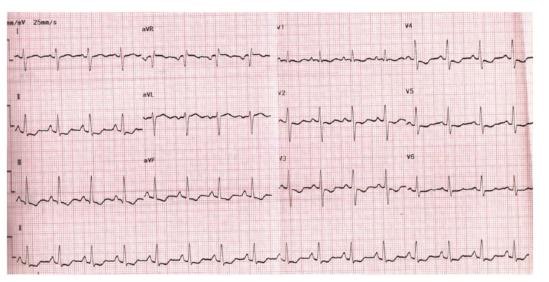 mm/mV 25mm/s
I aVR V1 V4
II aVL V2 V5
III aVF V3 V6
II